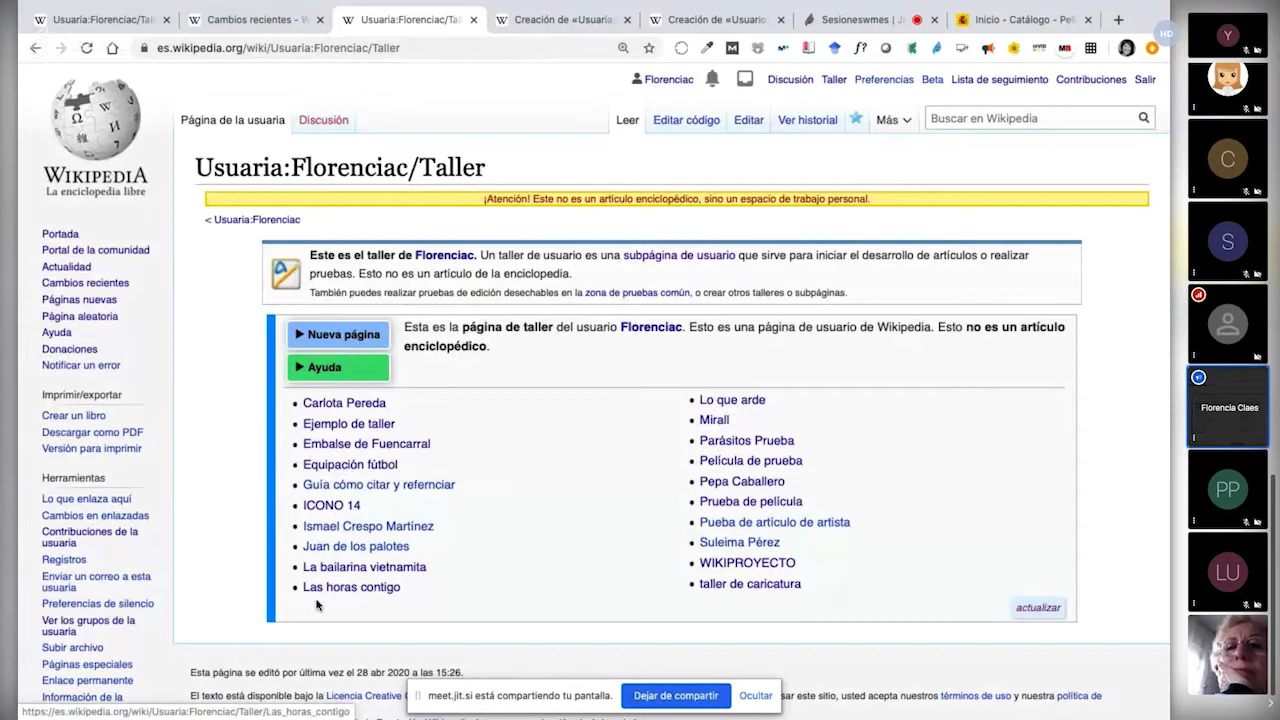 Usuaria:Florenciac/Tall
Cambios recientes - W
Usuaria:Florenciac/Tall
Creación de «Usuaria:
Creación de «Usuario
Sesioneswmes | Ji
Inicio - Catálogo - Peli
es.wikipedia.org/wiki/Usuaria:Florenciac/Taller
HD
Florenciac
Discusión Taller Preferencias Beta Lista de seguimiento Contribuciones Salir
Página de la usuaria Discusión
Leer Editar código Editar Ver historial Más
Buscar en Wikipedia
WIKIPEDIA
La enciclopedia libre
Portada
Portal de la comunidad
Actualidad
Cambios recientes
Páginas nuevas
Página aleatoria
Ayuda
Donaciones
Notificar un error
Imprimir/exportar
Crear un libro
Descargar como PDF
Versión para imprimir
Herramientas
Lo que enlaza aquí
Cambios en enlazadas
Contribuciones de la
usuaria
Registros
Enviar un correo a esta
usuaria
Preferencias de silencio
Ver los grupos de la
usuaria
Subir archivo
Páginas especiales
Enlace permanente
Información de la
Usuaria:Florenciac/Taller
¡Atención! Este no es un artículo enciclopédico, sino un espacio de trabajo personal.
< Usuaria:Florenciac
Este es el taller de Florenciac. Un taller de usuario es una subpágina de usuario que sirve para iniciar el desarrollo de artículos o realizar
pruebas. Esto no es un artículo de la enciclopedia.
También puedes realizar pruebas de edición desechables en la zona de pruebas común, o crear otros talleres o subpáginas.
Nueva página
Ayuda
Esta es la página de taller del usuario Florenciac. Esto es una página de usuario de Wikipedia. Esto no es un artículo
enciclopédico.
Carlota Pereda
Ejemplo de taller
Embalse de Fuencarral
Equipación fútbol
Guía cómo citar y refernciar
ICONO 14
Ismael Crespo Martínez
Juan de los palotes
La bailarina vietnamita
Las horas contigo
Lo que arde
Mirall
Parásitos Prueba
Película de prueba
Pepa Caballero
Prueba de película
Pueba de artículo de artista
Suleima Pérez
WIKIPROYECTO
taller de caricatura
actualizar
Esta página se editó por última vez el 28 abr 2020 a las 15:26.
El texto está disponible bajo la Licencia Creative C
sar este sitio, usted acepta nuestros términos de uso y nuestra política de
meet.jit.si está compartiendo tu pantalla. Dejar de compartir Ocultar
https://es.wikipedia.org/wiki/Usuaria:Florenciac/Taller/Las_horas_contigo
Y
C
S
Florencia Claes
PP
LU